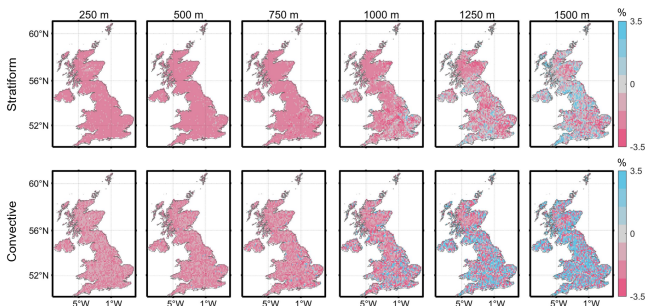 250 m 500 m 750 m 1000 m 1250 m 1500 m %
60°N 3.5
56°N 0
52°N -3.5
Stratiform
%
60°N 3.5
56°N 0
52°N -3.5
Convective
5°W 1°W 5°W 1°W 5°W 1°W 5°W 1°W 5°W 1°W 5°W 1°W